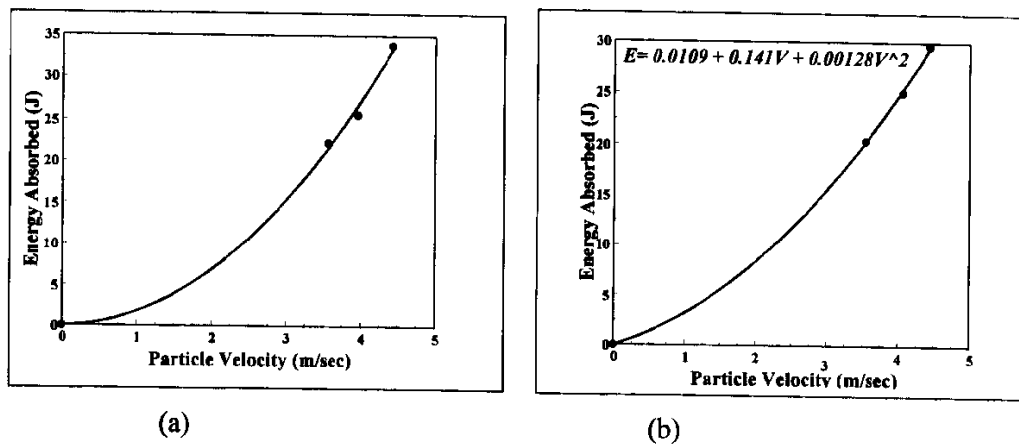 35
30
25
20
15
10
5
0
Energy Absorbed (J)
0 1 2 3 4 5
Particle Velocity (m/sec)
(a)
E= 0.0109 + 0.141V + 0.00128V^2
30
25
20
15
10
5
0
Energy Absorbed (J)
0 1 2 3 4 5
Particle Velocity (m/sec)
(b)